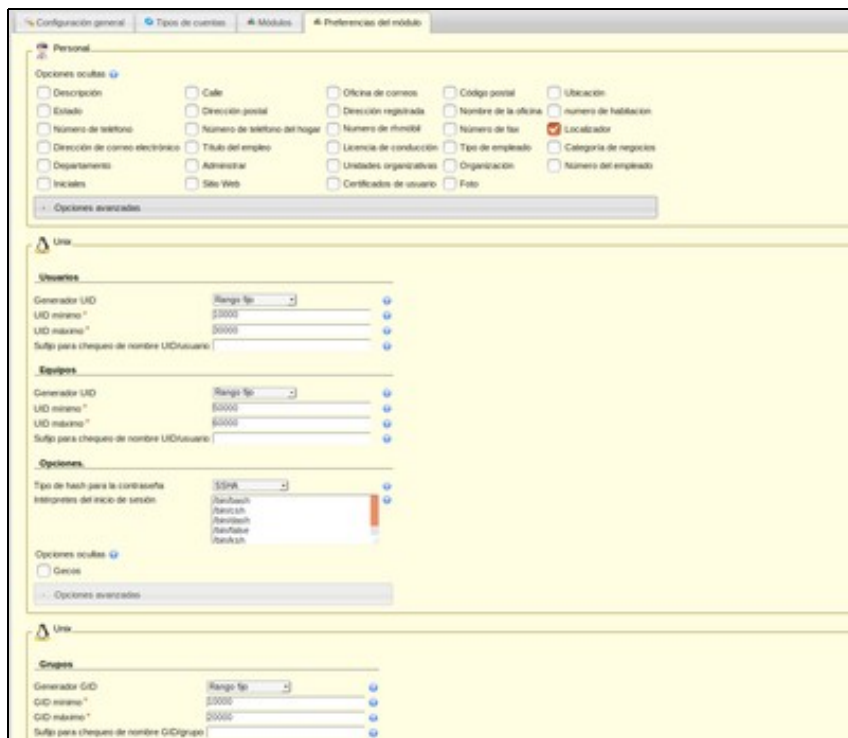 Configuración general Tipos de cuentas Módulos Preferencias del módulo
Personal
Opciones ocultas
Descripción Calle Oficina de correos Código postal Ubicación
Estado Dirección postal Dirección registrada Nombre de la oficina numero de habitacion
Número de teléfono Número de teléfono del hogar Numero de Número de fax Localizador
Dirección de correo electrónico Título del empleo Licencia de conducción Tipo de empleado Categoría de negocios
Departamento Administrar Unidades organizativas Organización Número del empleado
Iniciales Sitio Web Certificados de usuario Foto
Opciones avanzadas
Unix
Usuarios
Generador UID Rango fijo
UID mínimo * 10000
UID máximo * 30000
Sufijo para chequeo de nombre UID/usuario
Equipos
Generador UID Rango fijo
UID mínimo * 50000
UID máximo * 60000
Sufijo para chequeo de nombre UID/usuario
Opciones.
Tipo de hash para la contraseña SSHA
Intérpretes del inicio de sesión /bin/bash
/bin/csh
/bin/dash
/bin/false
/bin/ksh
Opciones ocultas
Gecos
Opciones avanzadas
Unix
Grupos
Generador GID Rango fijo
GID mínimo * 10000
GID máximo * 20000
Sufijo para chequeo de nombre GID/grupo